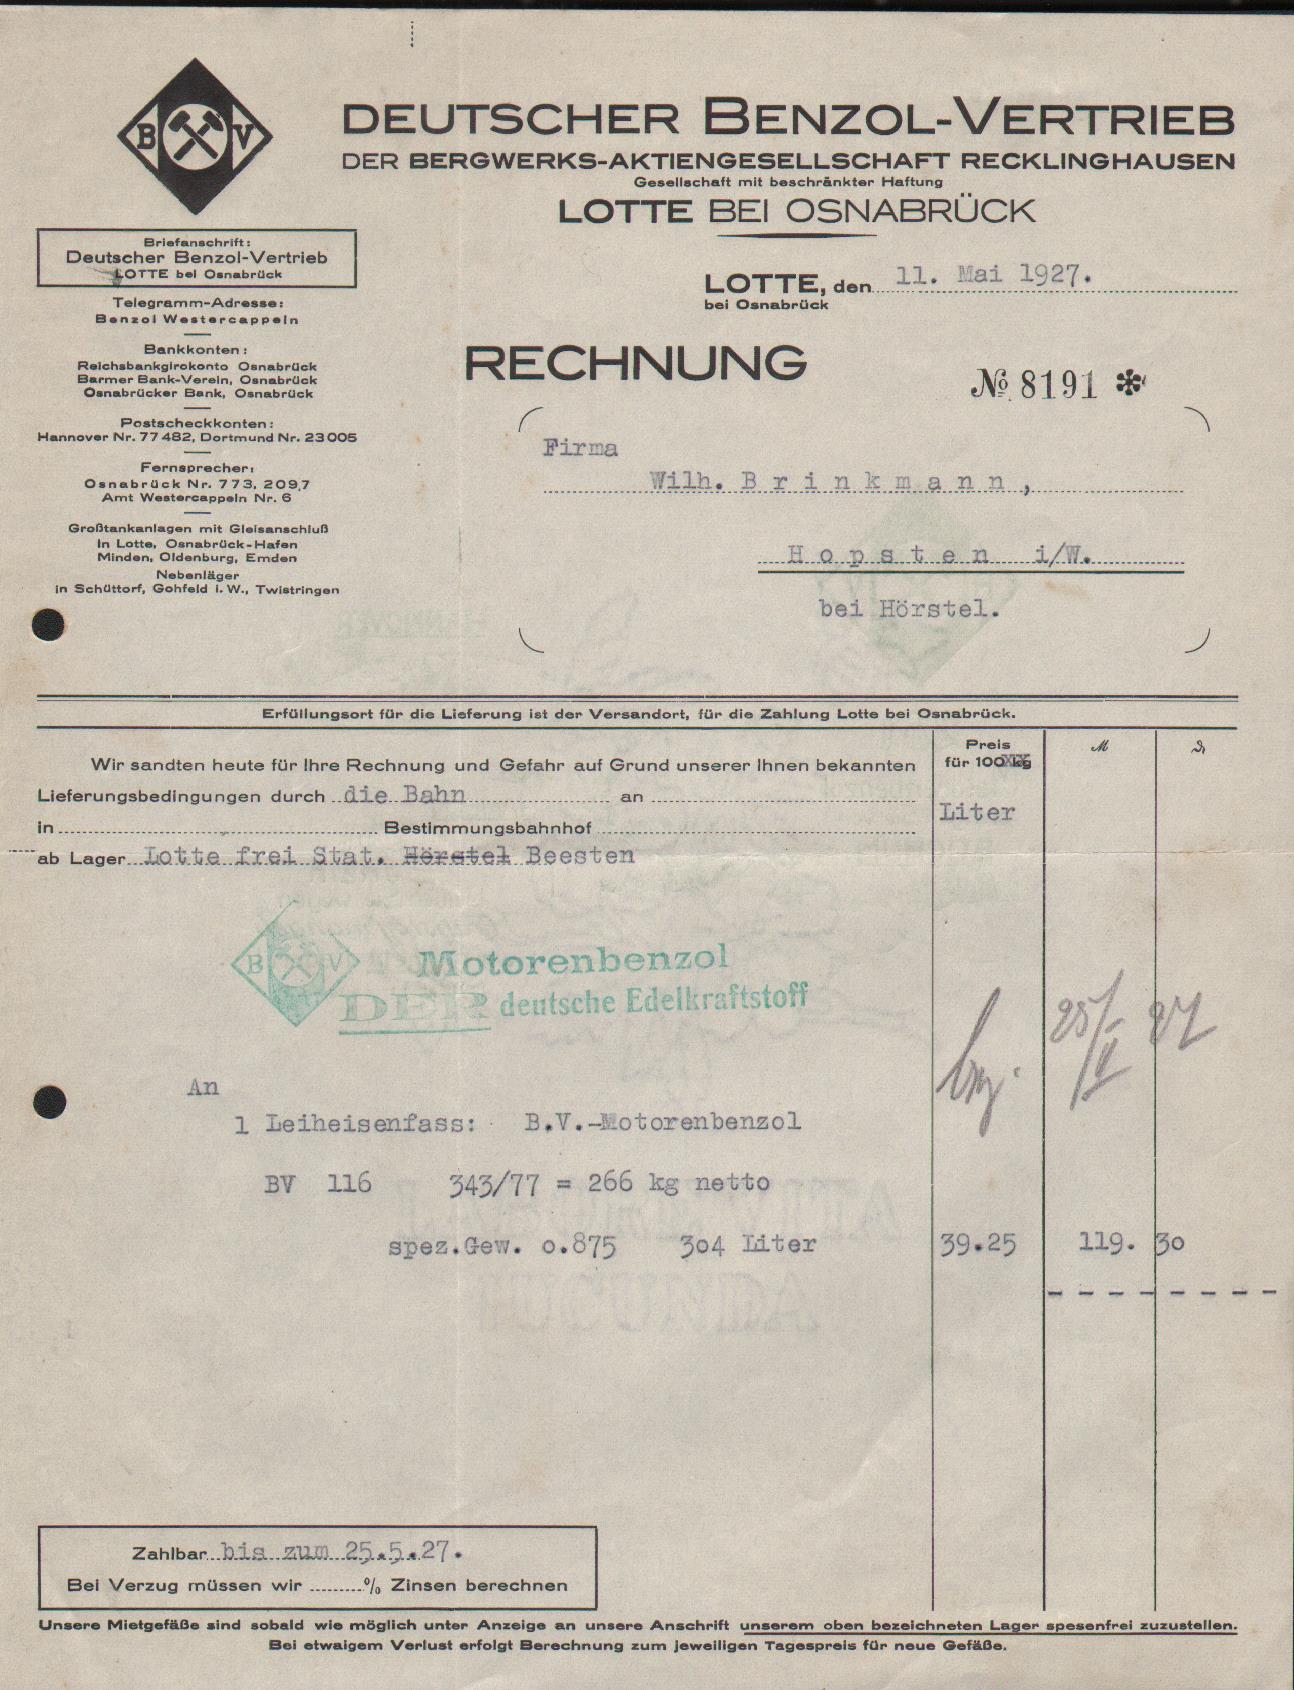 B V
DEUTSCHER BENZOL-VERTRIEB
DER BERGWERKS-AKTIENGESELLSCHAFT RECKLINGHAUSEN
Gesellschaft mit beschränkter Haftung
LOTTE BEI OSNABRÜCK
Briefanschrift:
Deutscher Benzol-Vertrieb
LOTTE bei Osnabrück
Telegramm-Adresse:
Benzol Westercappeln
Bankkonten:
Reichsbankgirokonto Osnabrück
Barmer Bank-Verein, Osnabrück
Osnabrücker Bank, Osnabrück
Postscheckkonten:
Hannover Nr. 77482, Dortmund Nr. 23005
Fernsprecher:
Osnabrück Nr. 773, 2097
Amt Westercappeln Nr. 6
Großtankanlagen mit Gleisanschluß
in Lotte, Osnabrück-Hafen
Minden, Oldenburg, Emden
Nebenläger
in Schüttorf, Gohfeld i. W., Twistringen
LOTTE, den 11. Mai 1927.
bei Osnabrück
RECHNUNG
№ 8191 ✻
Firma
Wilh. Brinkmann,
Hopsten i/W.
bei Hörstel.
Erfüllungsort für die Lieferung ist der Versandort, für die Zahlung Lotte bei Osnabrück.
Wir sandten heute für Ihre Rechnung und Gefahr auf Grund unserer Ihnen bekannten
Lieferungsbedingungen durch die Bahn an
in Bestimmungsbahnhof
ab Lager Lotte frei Stat. Hörstel Beesten
Preis
für 100 kg
Liter
B V
Motorenbenzol
DER deutsche Edelkraftstoff
25/V 27
An
1 Leiheisenfass: B.V.-Motorenbenzol
BV 116 343/77 = 266 kg netto
spez.Gew. o.875 3o4 Liter 39.25 119. 3o
Zahlbar bis zum 25.5.27.
Bei Verzug müssen wir % Zinsen berechnen
Unsere Mietgefäße sind sobald wie möglich unter Anzeige an unsere Anschrift unserem oben bezeichneten Lager spesenfrei zuzustellen.
Bei etwaigem Verlust erfolgt Berechnung zum jeweiligen Tagespreis für neue Gefäße.